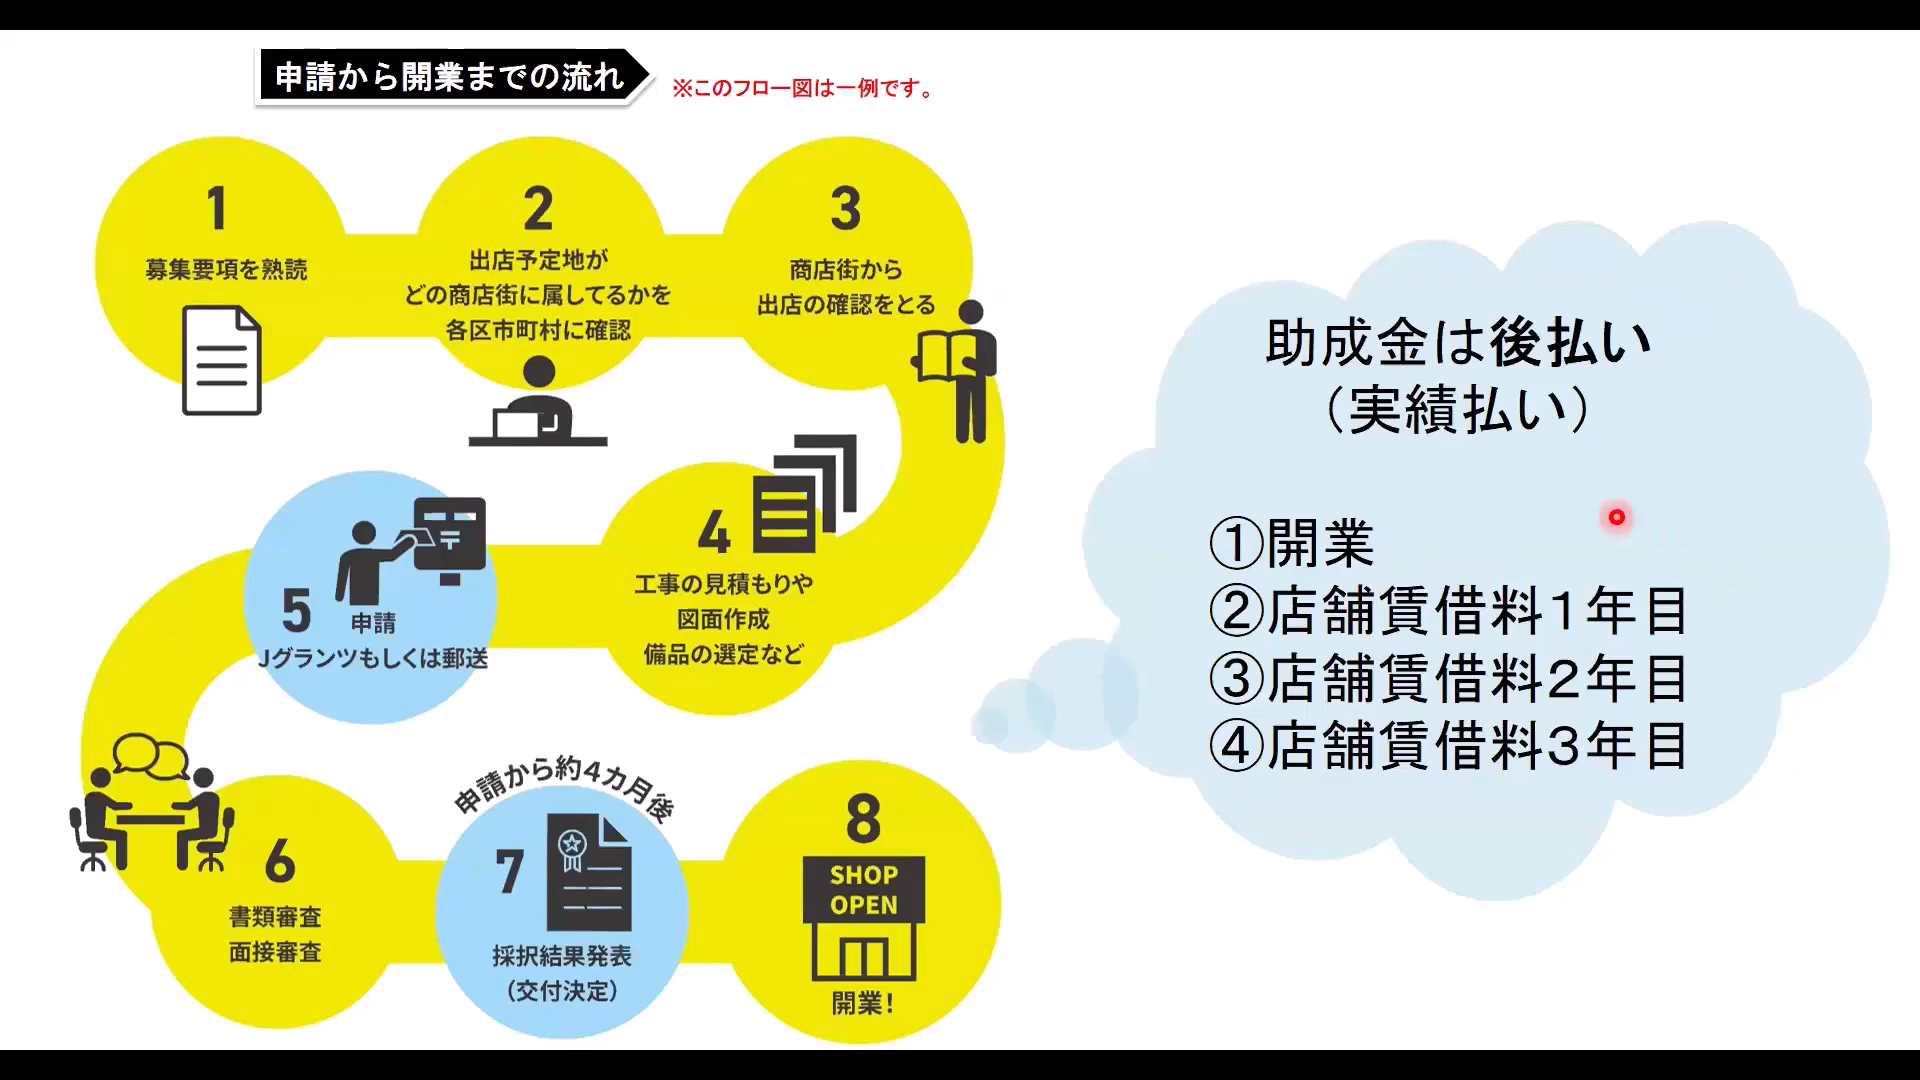 申請から開業までの流れ
※このフロー図は一例です。
1
募集要項を熟読
2
出店予定地が
どの商店街に属してるかを
各区市町村に確認
3
商店街から
出店の確認をとる
4
工事の見積もりや
図面作成
備品の選定など
5
申請
Jグランツもしくは郵送
6
書類審査
面接審査
申請から約4カ月後
7
採択結果発表
（交付決定）
8
SHOP
OPEN
開業！
助成金は後払い
（実績払い）
①開業
②店舗賃借料１年目
③店舗賃借料２年目
④店舗賃借料３年目